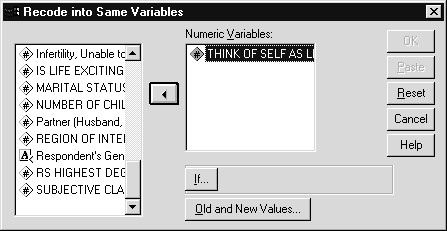 Recode into Same Variables
Numeric Variables:
Infertility, Unable to
IS LIFE EXCITING
MARITAL STATUS
NUMBER OF CHIL
Partner (Husband,
REGION OF INTE
Respondent's Gen
RS HIGHEST DEG
SUBJECTIVE CLA
THINK OF SELF AS LI
OK
Paste
Reset
Cancel
Help
If...
Old and New Values...